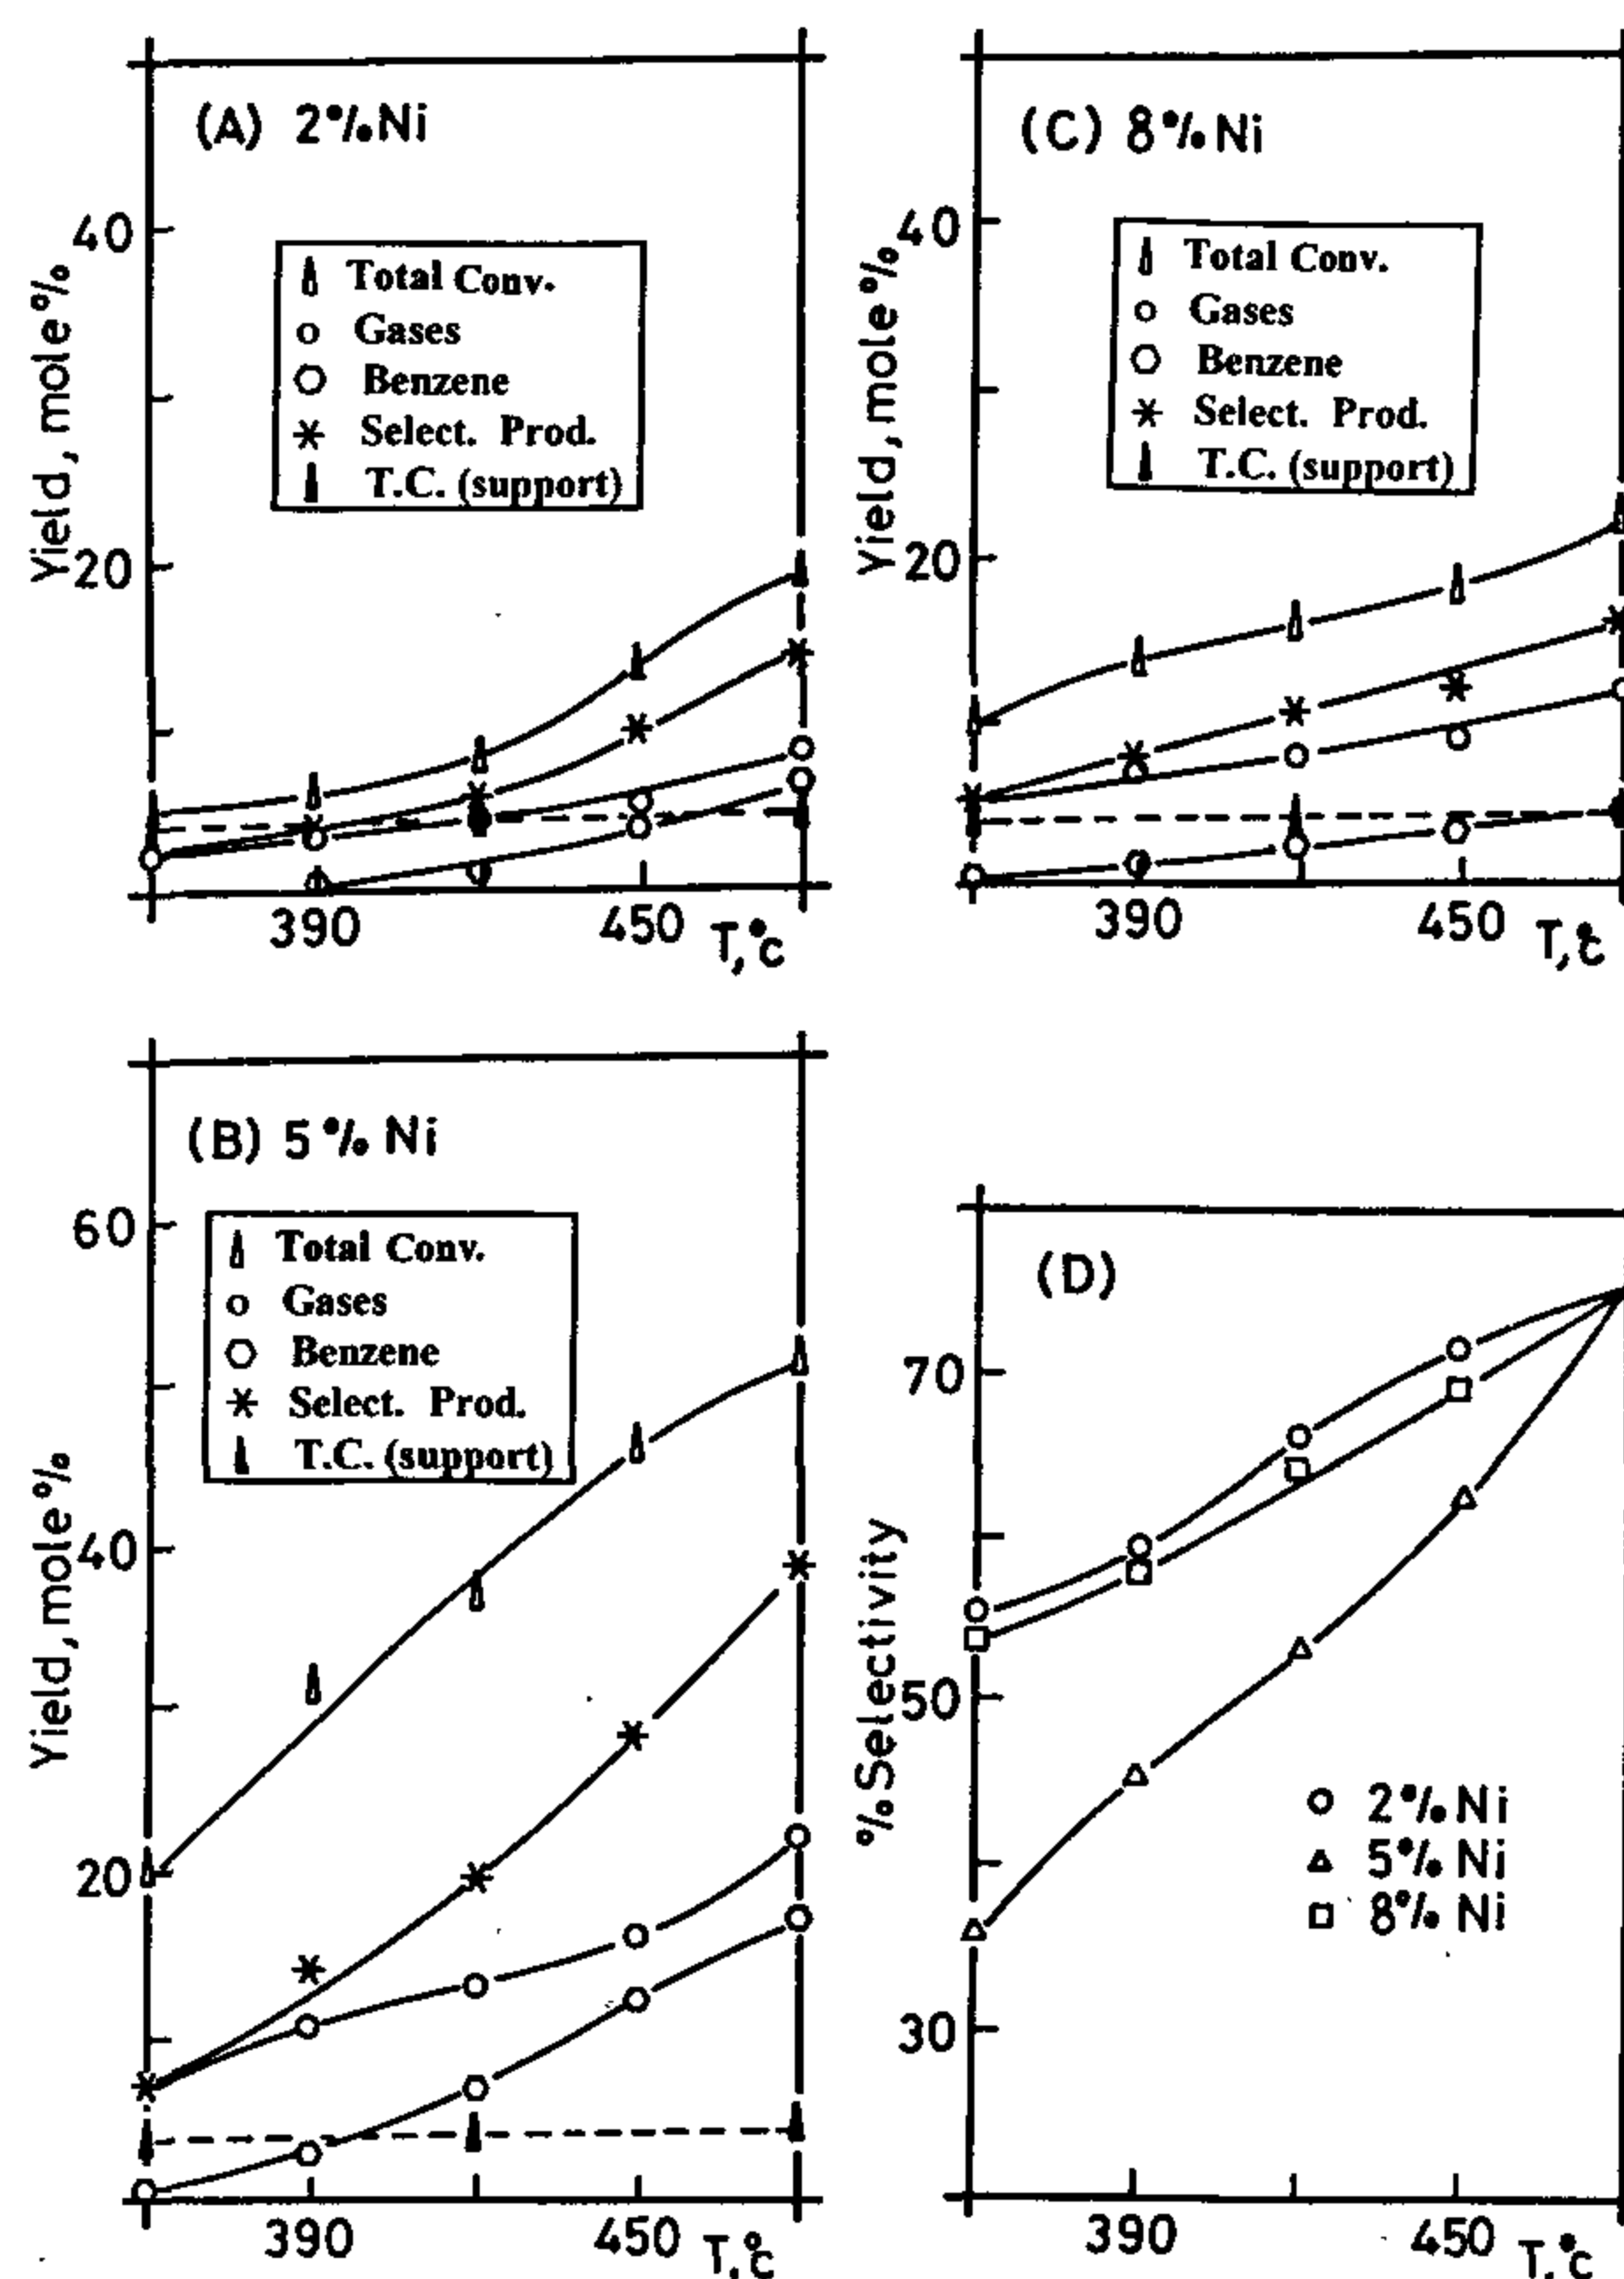 (A) 2%Ni
40
20
Yield, mole%
Total Conv.
Gases
Benzene
Select. Prod.
T.C. (support)
390
450
T,°c
(C) 8%Ni
40
20
Yield, mole%
Total Conv.
Gases
Benzene
Select. Prod.
T.C. (support)
390
450
T,°c
(B) 5%Ni
60
40
20
Yield, mole%
Total Conv.
Gases
Benzene
Select. Prod.
T.C. (support)
390
450
T,°c
(D)
70
50
30
%Selectivity
2%Ni
5%Ni
8%Ni
390
450
T,°c